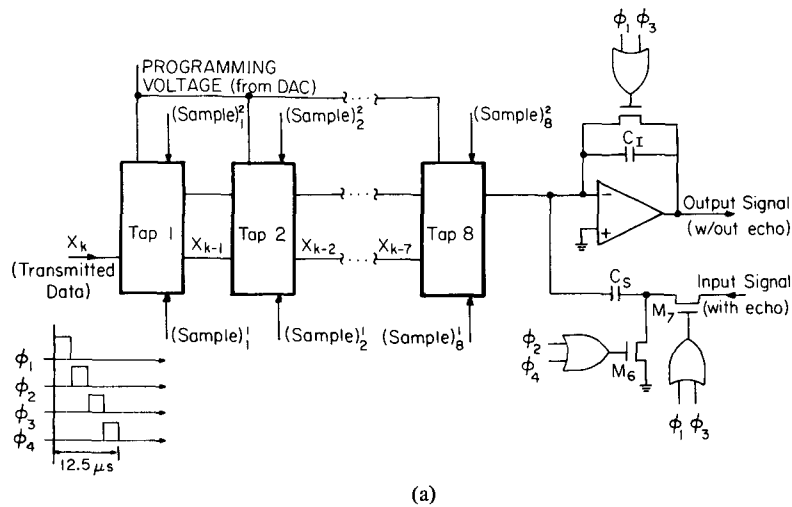 ϕ₁ ϕ₃
PROGRAMMING
VOLTAGE (from DAC)
(Sample)²₁
(Sample)²₂
(Sample)²₈
C_I
Tap 1
Tap 2
Tap 8
−
+
Output Signal
(w/out echo)
X_k
(Transmitted
Data)
X_{k-1}
X_{k-2}
X_{k-7}
C_S
Input Signal
(with echo)
M₇
(Sample)¹₁
(Sample)¹₂
(Sample)¹₈
ϕ₂
ϕ₄
M₆
ϕ₁ ϕ₃
ϕ₁
ϕ₂
ϕ₃
ϕ₄
12.5 μs
(a)